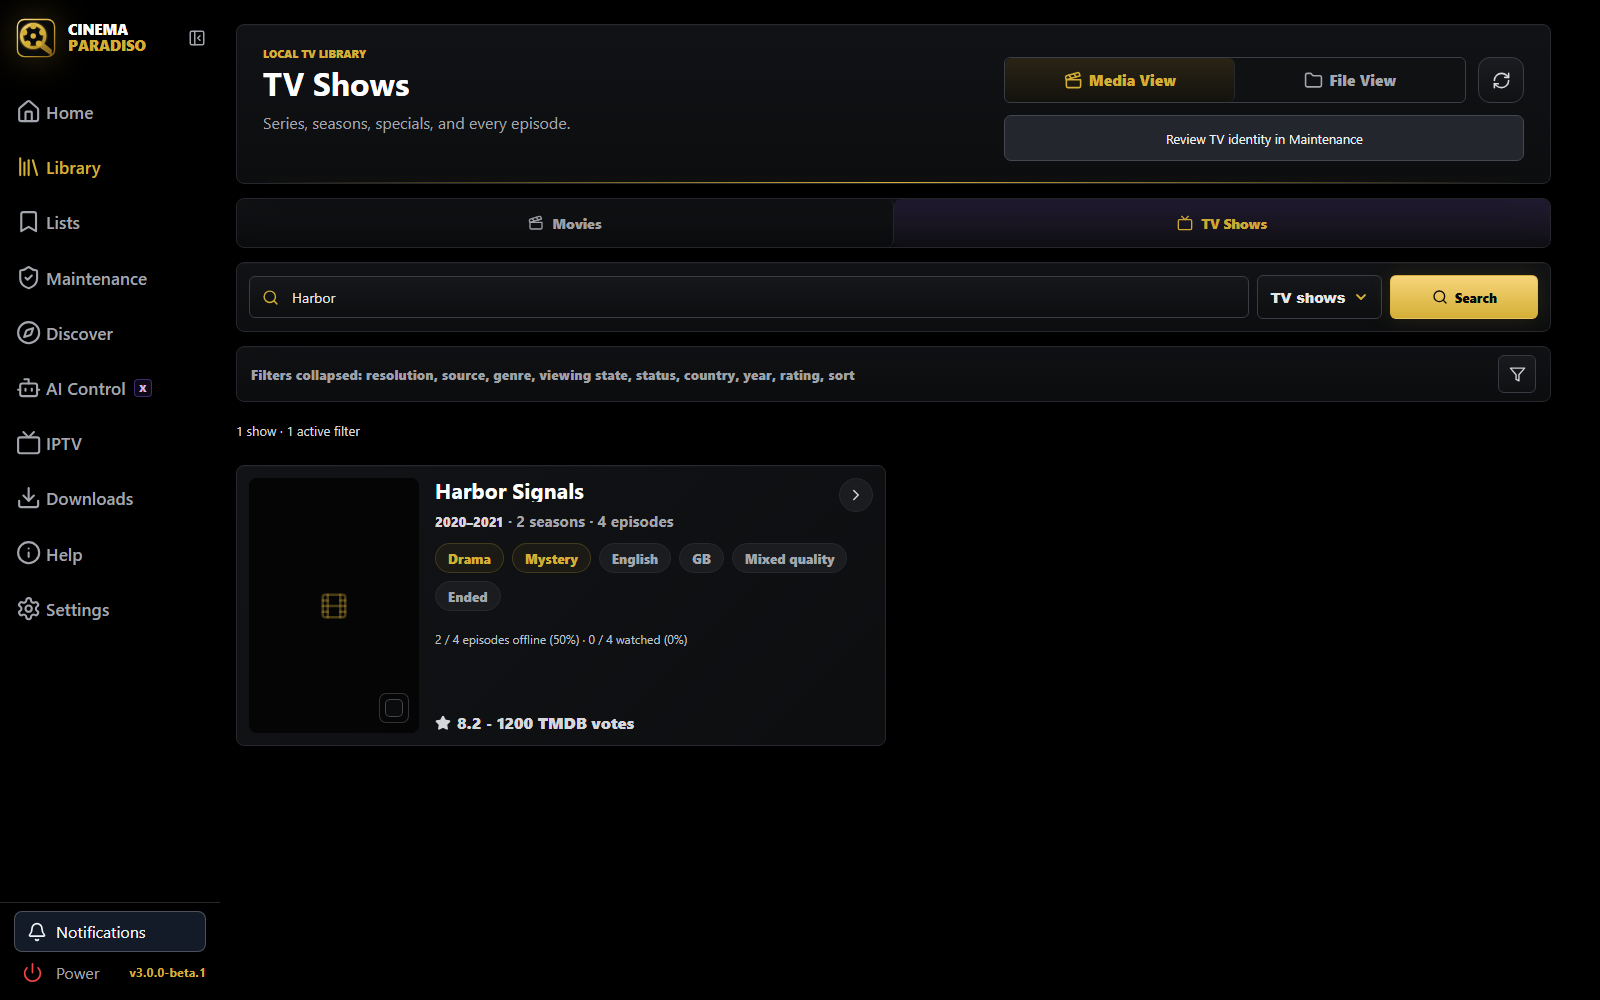 CINEMA
PARADISO
Home
Library
Lists
Maintenance
Discover
AI Control x
IPTV
Downloads
Help
Settings
Notifications
Power v3.0.0-beta.1
LOCAL TV LIBRARY
TV Shows
Series, seasons, specials, and every episode.
Media View
File View
Review TV identity in Maintenance
Movies
TV Shows
Harbor
TV shows
Search
Filters collapsed: resolution, source, genre, viewing state, status, country, year, rating, sort
1 show · 1 active filter
Harbor Signals
2020–2021 · 2 seasons · 4 episodes
Drama Mystery English GB Mixed quality
Ended
2 / 4 episodes offline (50%) · 0 / 4 watched (0%)
8.2 - 1200 TMDB votes